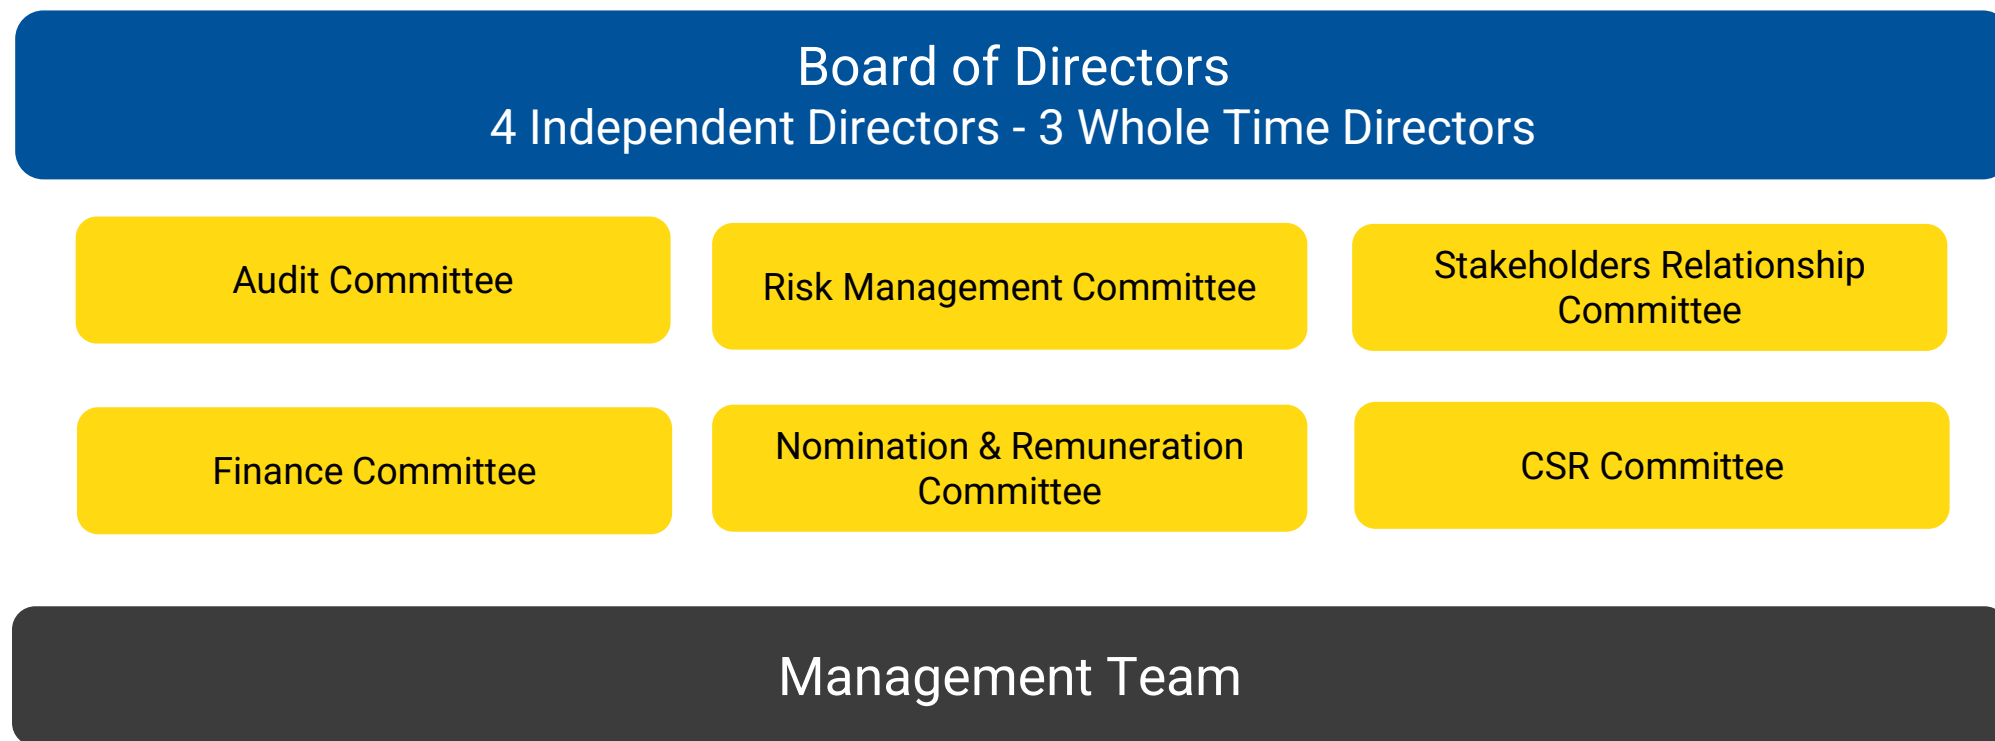 Board of Directors
4 Independent Directors - 3 Whole Time Directors
Audit Committee
Risk Management Committee
Stakeholders Relationship
Committee
Finance Committee
Nomination & Remuneration
Committee
CSR Committee
Management Team